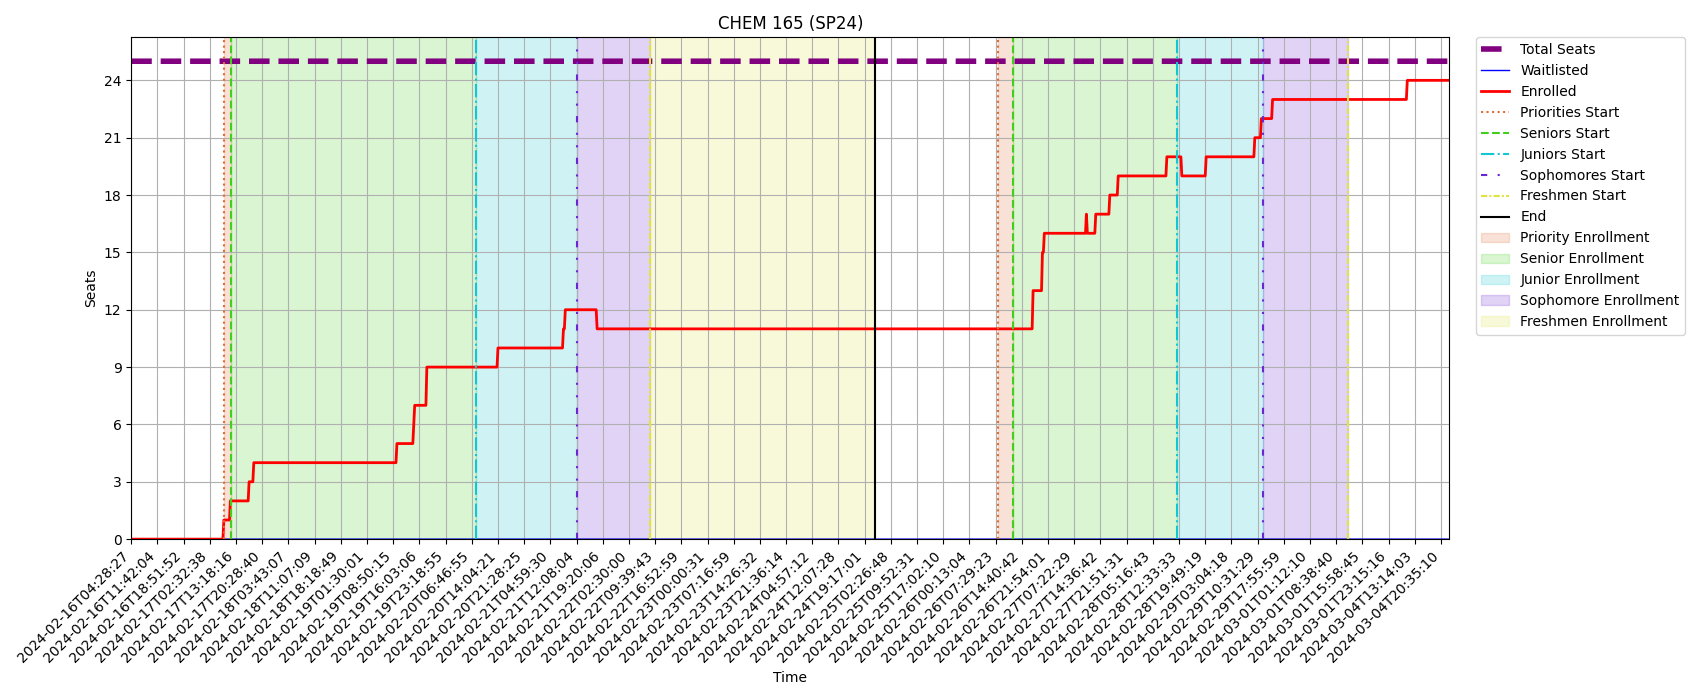 CHEM 165 (SP24)
Seats
24
21
18
15
12
9
6
3
0
2024-02-16T04:28:27
2024-02-16T11:42:04
2024-02-16T18:51:52
2024-02-17T02:32:38
2024-02-17T13:18:16
2024-02-17T20:28:40
2024-02-18T03:43:07
2024-02-18T11:07:09
2024-02-18T18:18:49
2024-02-19T01:30:01
2024-02-19T08:50:15
2024-02-19T16:03:06
2024-02-19T23:18:55
2024-02-20T06:46:55
2024-02-20T14:04:21
2024-02-20T21:28:25
2024-02-21T04:59:30
2024-02-21T12:08:04
2024-02-21T19:20:06
2024-02-22T02:30:00
2024-02-22T09:39:43
2024-02-22T16:52:59
2024-02-23T00:00:31
2024-02-23T07:16:59
2024-02-23T14:26:32
2024-02-23T21:36:14
2024-02-24T04:57:12
2024-02-24T12:07:28
2024-02-24T19:17:01
2024-02-25T02:26:48
2024-02-25T09:52:31
2024-02-25T17:02:10
2024-02-26T00:13:04
2024-02-26T07:29:23
2024-02-26T14:40:42
2024-02-26T21:54:01
2024-02-27T07:22:29
2024-02-27T14:36:42
2024-02-27T21:51:31
2024-02-28T05:16:43
2024-02-28T12:33:33
2024-02-28T19:49:19
2024-02-29T03:04:18
2024-02-29T10:31:29
2024-02-29T17:55:59
2024-03-01T01:12:10
2024-03-01T08:38:40
2024-03-01T15:58:45
2024-03-01T23:15:16
2024-03-04T13:14:03
2024-03-04T20:35:10
Time
Total Seats
Waitlisted
Enrolled
Priorities Start
Seniors Start
Juniors Start
Sophomores Start
Freshmen Start
End
Priority Enrollment
Senior Enrollment
Junior Enrollment
Sophomore Enrollment
Freshmen Enrollment